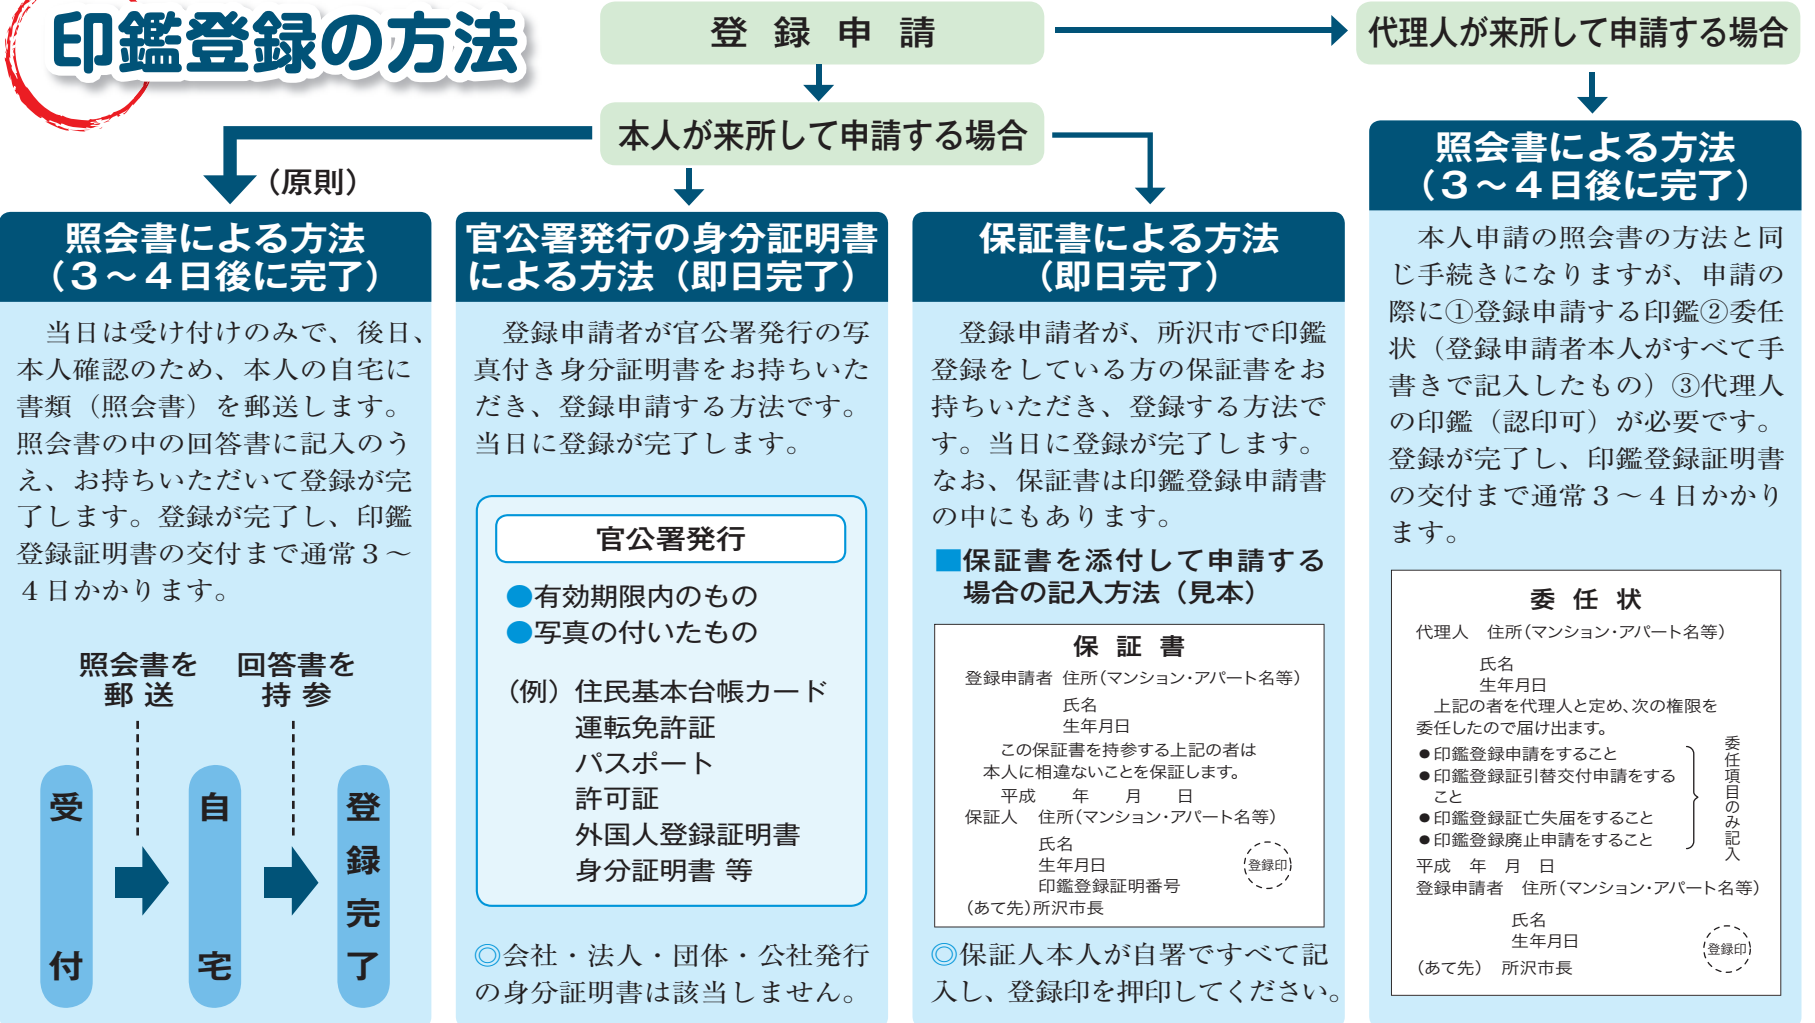 印鑑登録の方法
登録申請
代理人が来所して申請する場合
本人が来所して申請する場合
（原則）
照会書による方法
（３～４日後に完了）
当日は受け付けのみで、後日、
本人確認のため、本人の自宅に
書類（照会書）を郵送します。
照会書の中の回答書に記入のう
え、お持ちいただいて登録が完
了します。登録が完了し、印鑑
登録証明書の交付まで通常３～
４日かかります。
照会書を
郵送
回答書を
持参
受付
自宅
登録完了
官公署発行の身分証明書
による方法（即日完了）
登録申請者が官公署発行の写
真付き身分証明書をお持ちいた
だき、登録申請する方法です。
当日に登録が完了します。
官公署発行
●有効期限内のもの
●写真の付いたもの
（例）住民基本台帳カード
運転免許証
パスポート
許可証
外国人登録証明書
身分証明書 等
◎会社・法人・団体・公社発行
の身分証明書は該当しません。
保証書による方法
（即日完了）
登録申請者が、所沢市で印鑑
登録をしている方の保証書をお
持ちいただき、登録する方法で
す。当日に登録が完了します。
なお、保証書は印鑑登録申請書
の中にもあります。
■保証書を添付して申請する
場合の記入方法（見本）
保証書
登録申請者 住所（マンション・アパート名等）
氏名
生年月日
この保証書を持参する上記の者は
本人に相違ないことを保証します。
平成　年　月　日
保証人　住所（マンション・アパート名等）
氏名
生年月日
印鑑登録証明番号
登録印
（あて先）所沢市長
◎保証人本人が自署ですべて記
入し、登録印を押印してください。
照会書による方法
（３～４日後に完了）
本人申請の照会書の方法と同
じ手続きになりますが、申請の
際に①登録申請する印鑑②委任
状（登録申請者本人がすべて手
書きで記入したもの）③代理人
の印鑑（認印可）が必要です。
登録が完了し、印鑑登録証明書
の交付まで通常３～４日かかり
ます。
委任状
代理人　住所（マンション・アパート名等）
氏名
生年月日
上記の者を代理人と定め、次の権限を
委任したので届け出ます。
●印鑑登録申請をすること
●印鑑登録証引替交付申請をする
こと
●印鑑登録証亡失届をすること
●印鑑登録廃止申請をすること
委任項目のみ記入
平成　年　月　日
登録申請者　住所（マンション・アパート名等）
氏名
生年月日
登録印
（あて先）　所沢市長